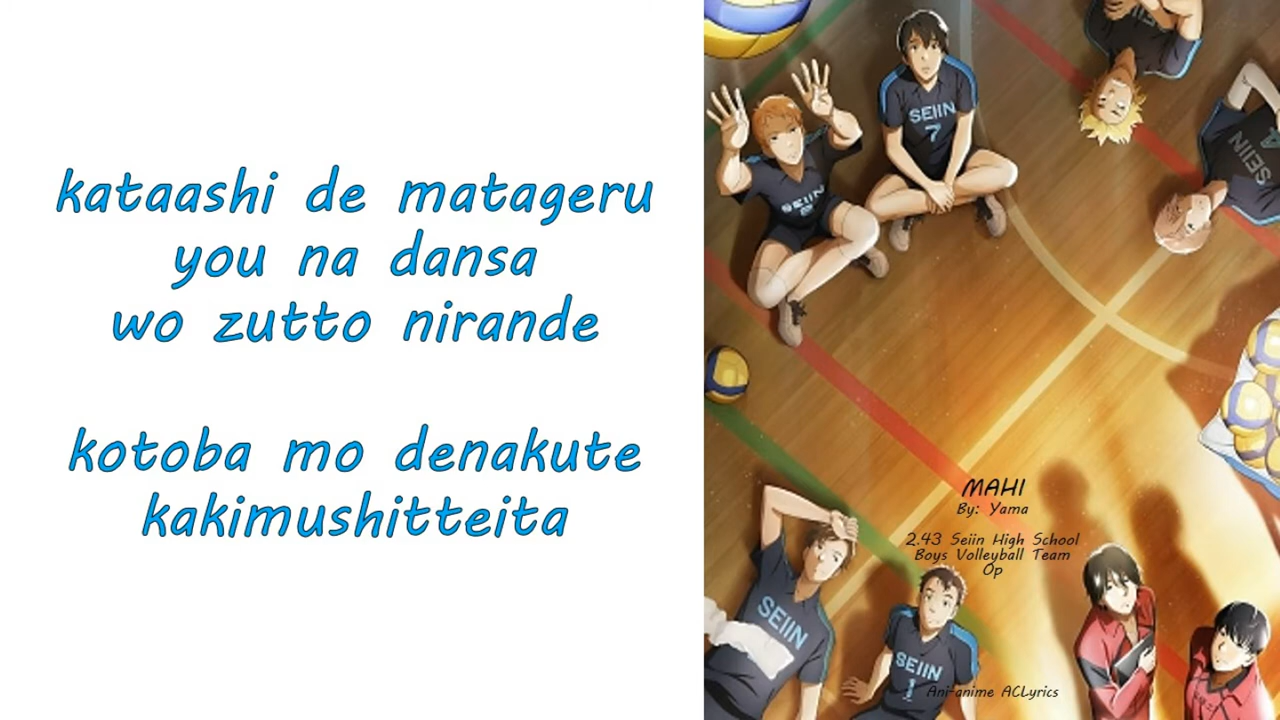 kataashi de matageru
you na dansa
wo zutto nirande
kotoba mo denakute
kakimushitteita
SEIIN
7
SEIIN
SEIIN
MAHI
By: Yama
2.43 Seiin High School
Boys Volleyball Team
Op
SEIIN
SEIIN
1
Ani-anime ACLyrics